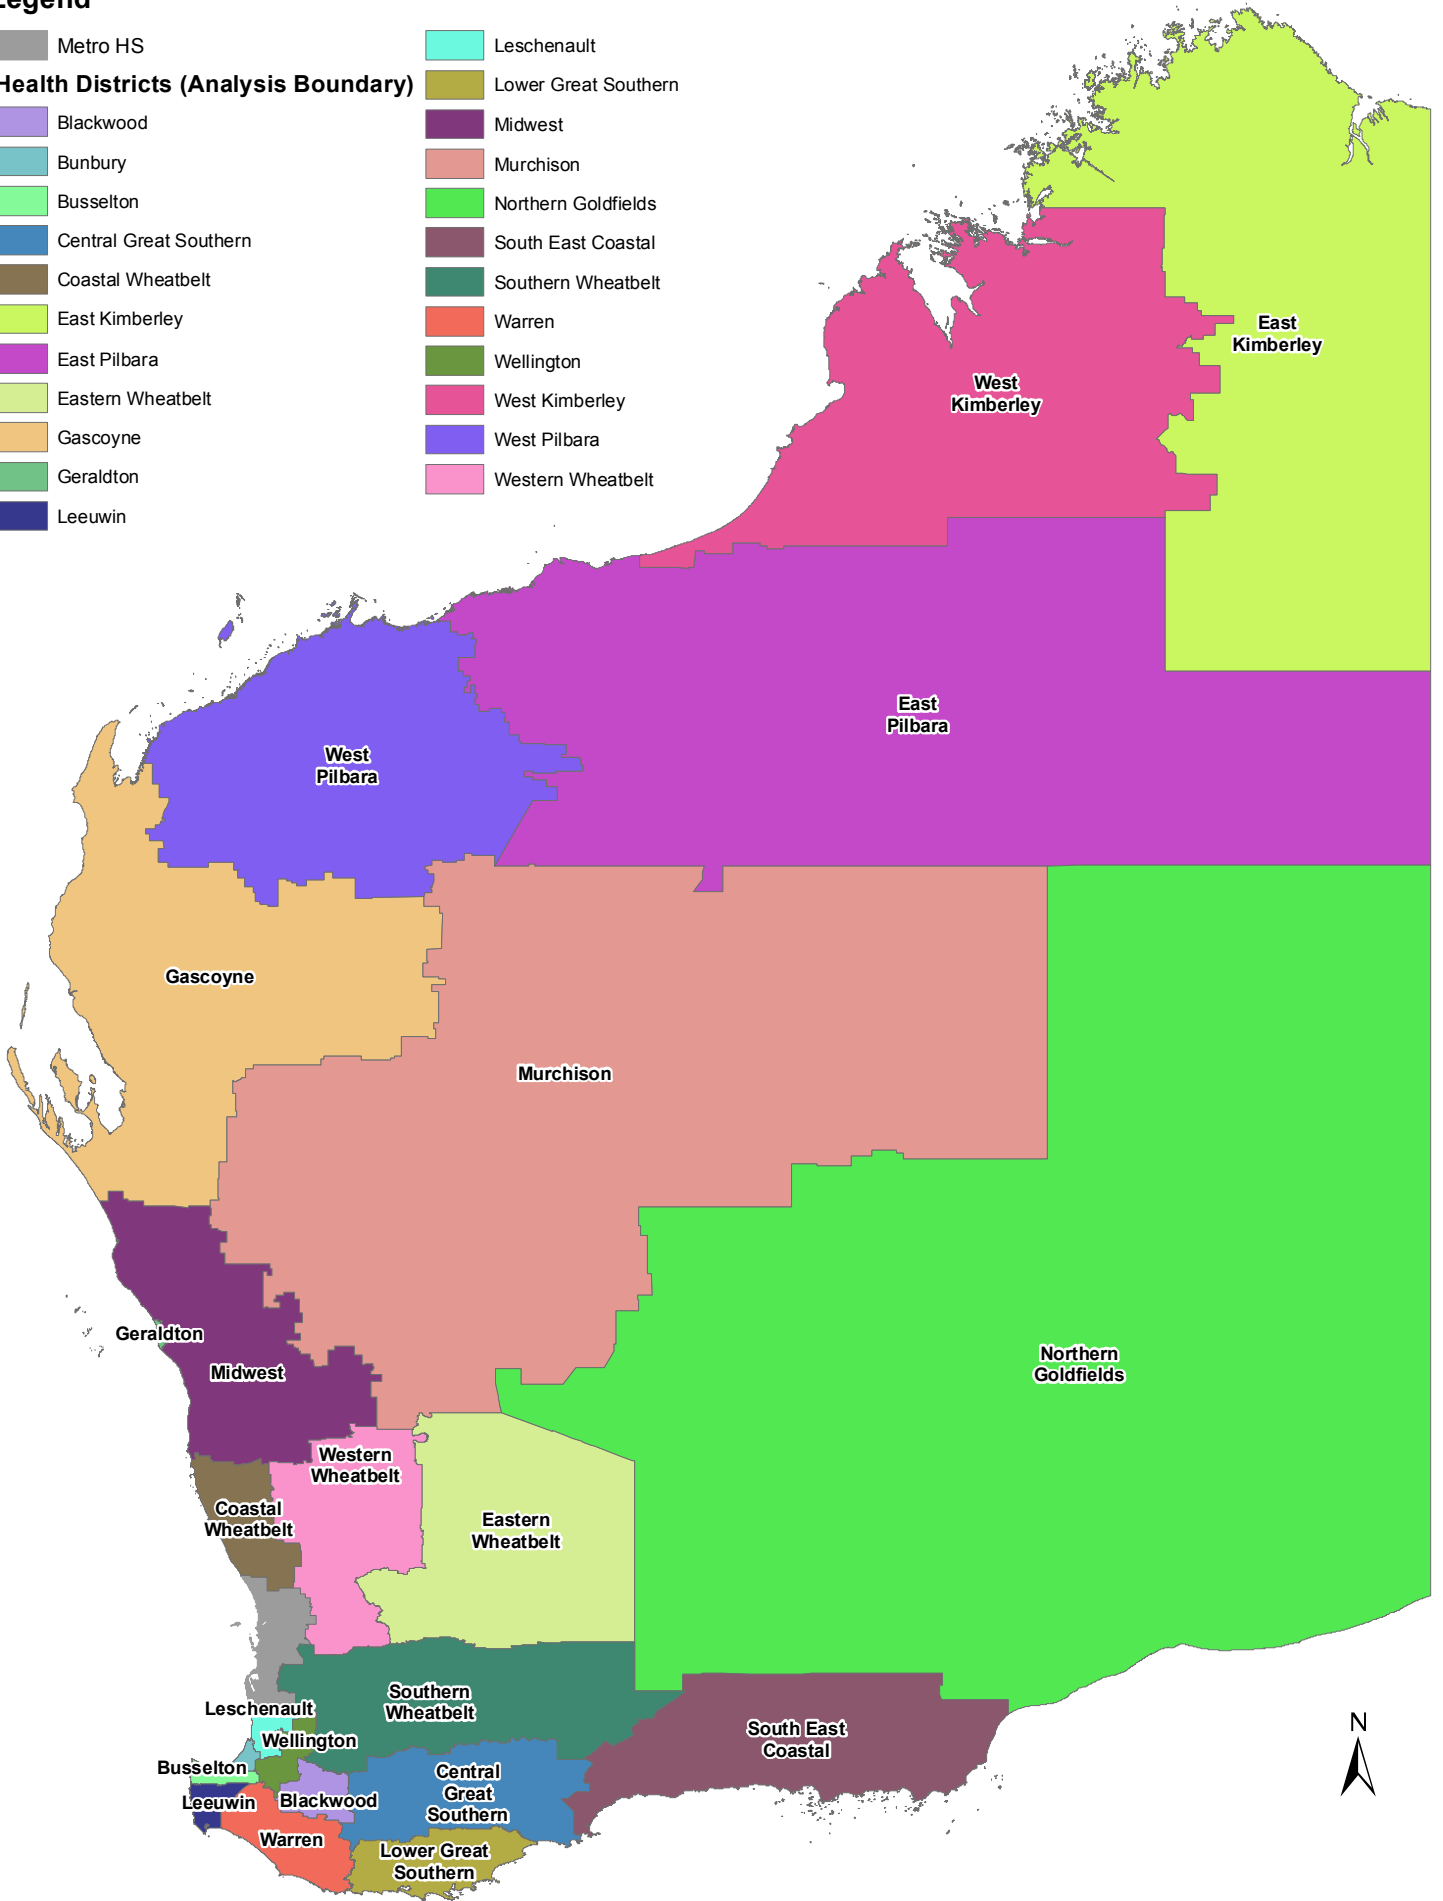 Legend
Metro HS
Health Districts (Analysis Boundary)
Blackwood
Bunbury
Busselton
Central Great Southern
Coastal Wheatbelt
East Kimberley
East Pilbara
Eastern Wheatbelt
Gascoyne
Geraldton
Leeuwin
Leschenault
Lower Great Southern
Midwest
Murchison
Northern Goldfields
South East Coastal
Southern Wheatbelt
Warren
Wellington
West Kimberley
West Pilbara
Western Wheatbelt
East
Kimberley
West
Kimberley
East
Pilbara
West
Pilbara
Gascoyne
Murchison
Geraldton
Midwest
Northern
Goldfields
Western
Wheatbelt
Coastal
Wheatbelt
Eastern
Wheatbelt
Southern
Wheatbelt
Leschenault
Wellington
South East
Coastal
Busselton
Leeuwin
Blackwood
Central
Great
Southern
Warren
Lower Great
Southern
N